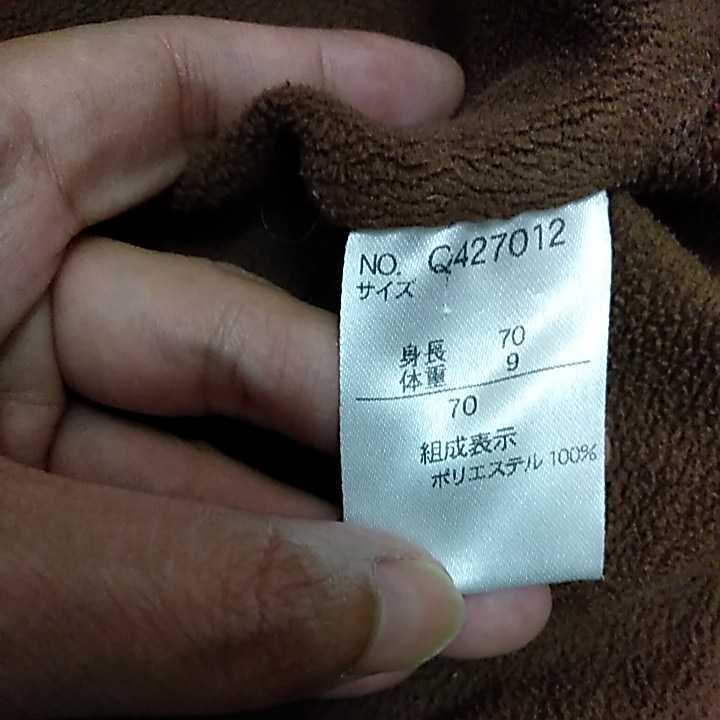 NO. Q427012
サイズ
身長 70
体重 9
70
組成表示
ポリエステル 100%